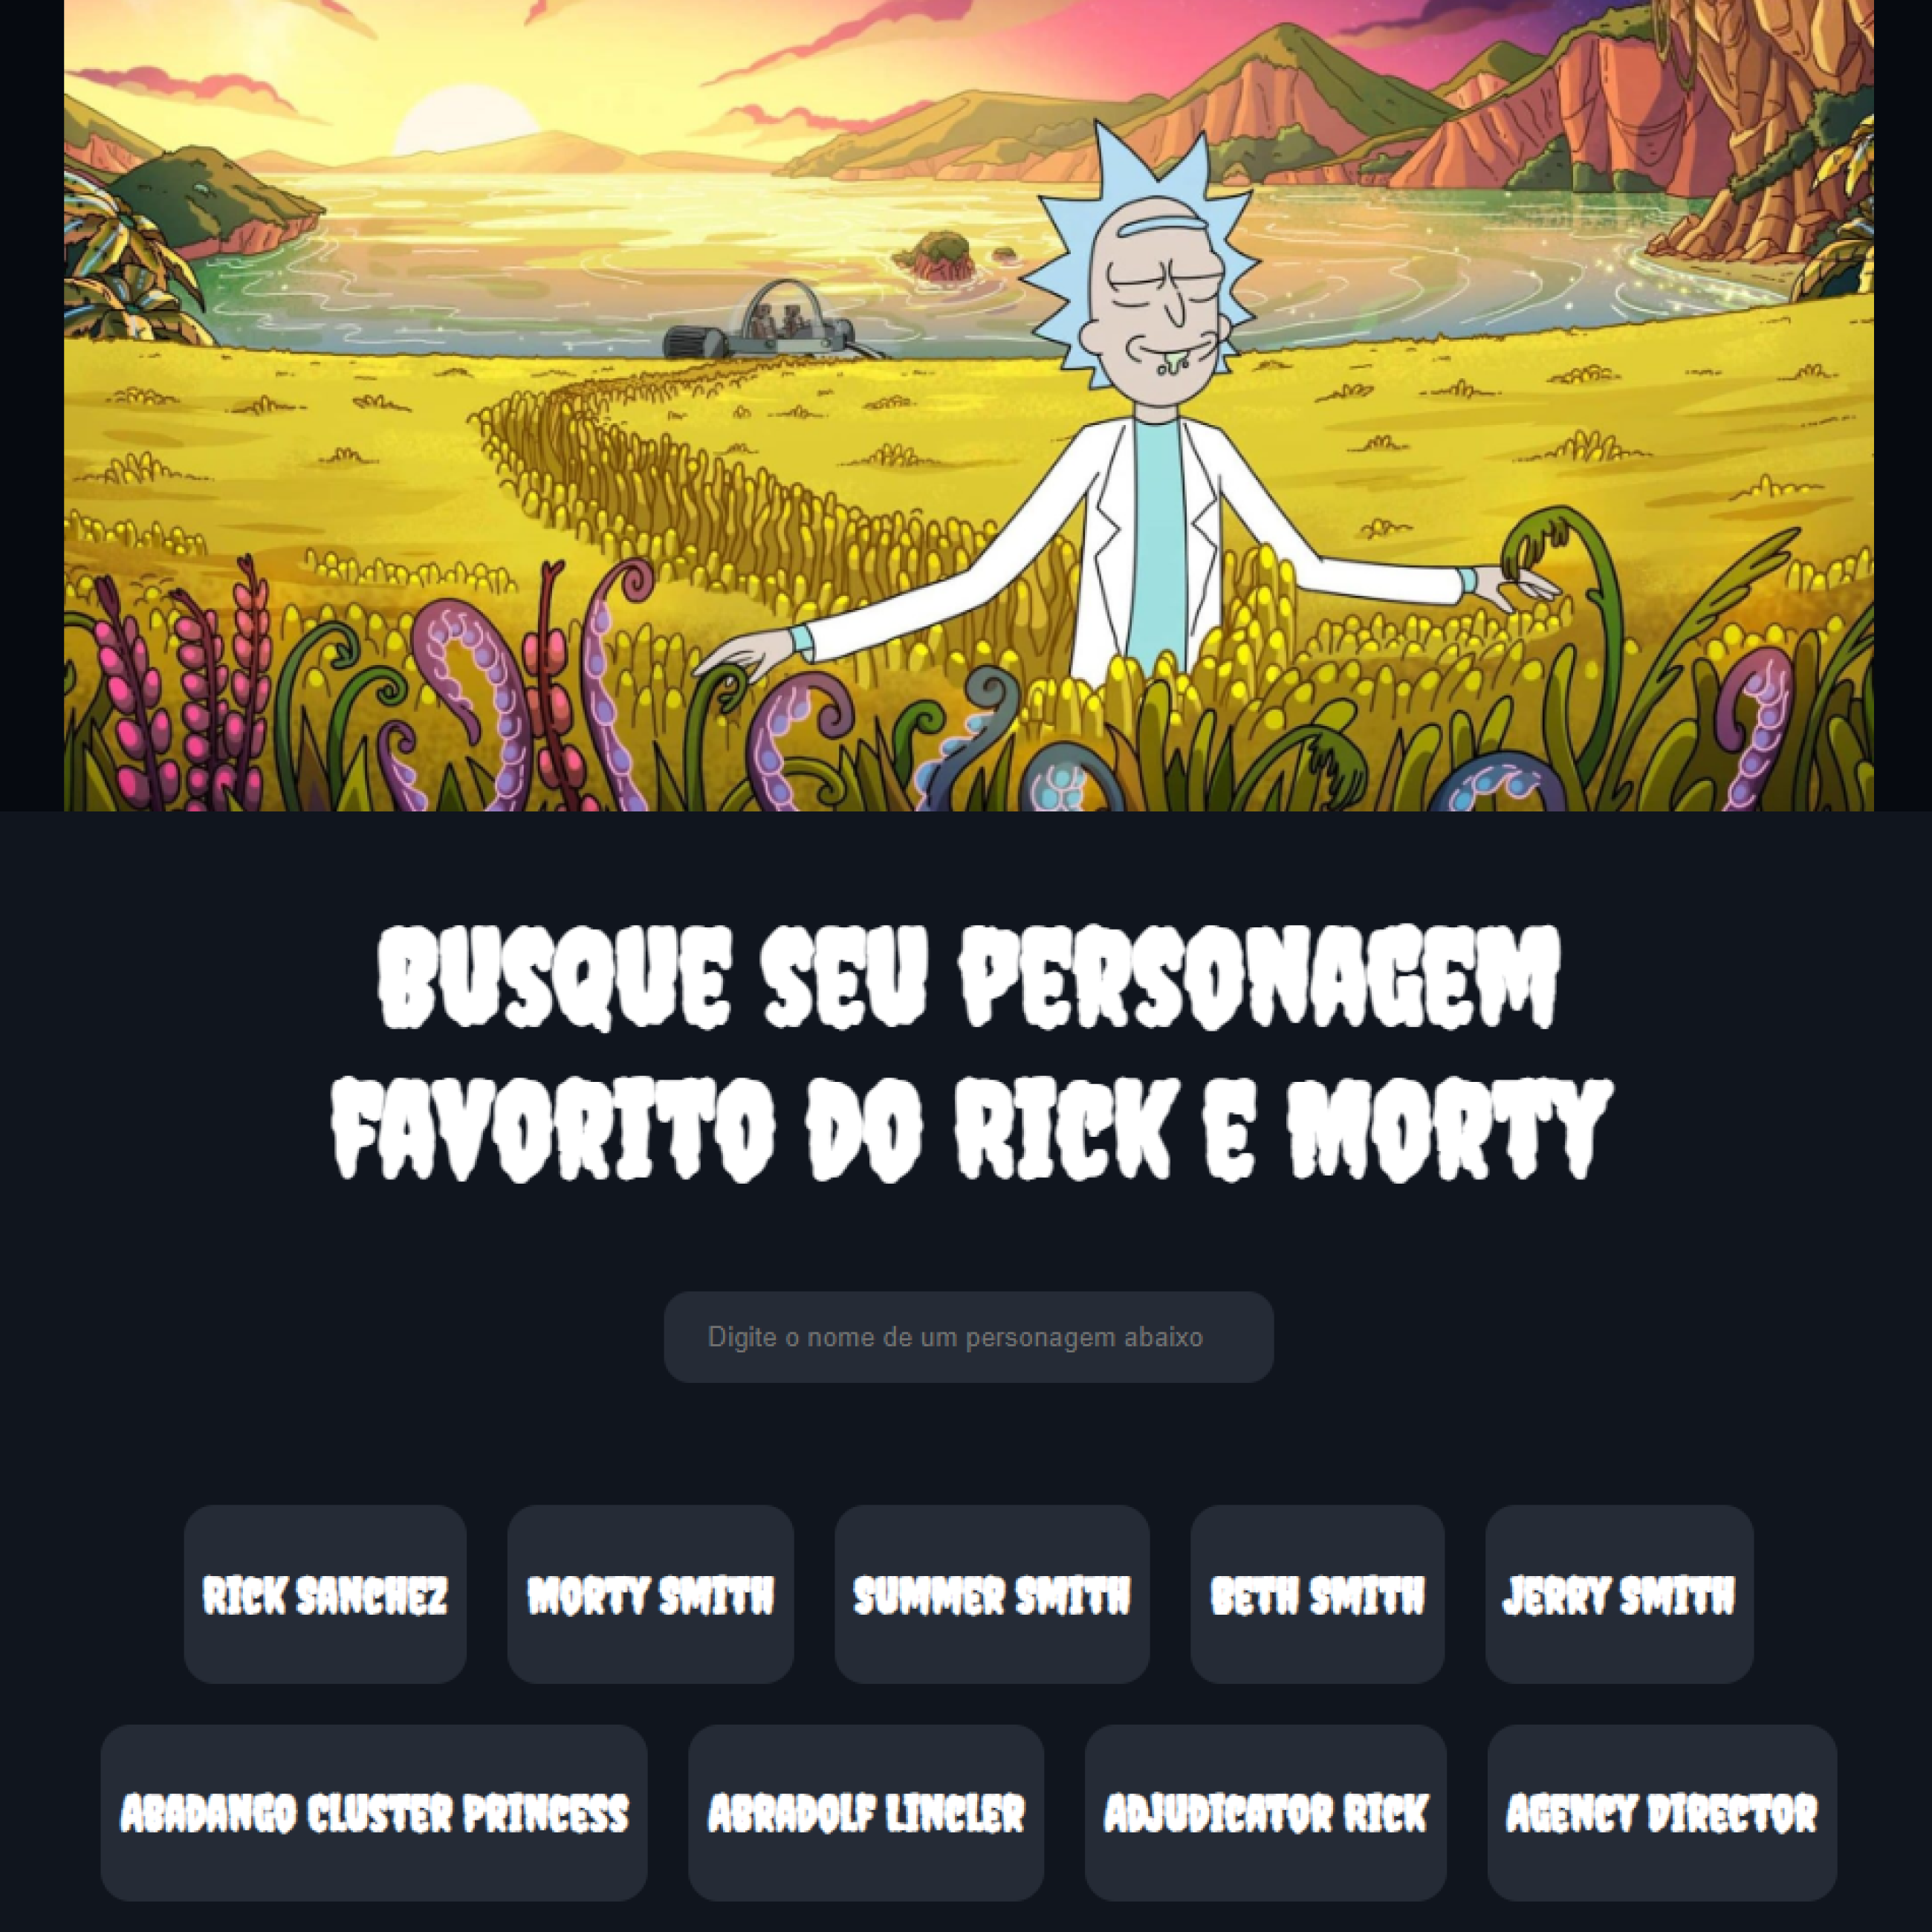 BUSQUE SEU PERSONAGEM
FAVORITO DO RICK E MORTY
Digite o nome de um personagem abaixo
RICK SANCHEZ
MORTY SMITH
SUMMER SMITH
BETH SMITH
JERRY SMITH
ABADANGO CLUSTER PRINCESS
ABRADOLF LINCLER
ADJUDICATOR RICK
AGENCY DIRECTOR